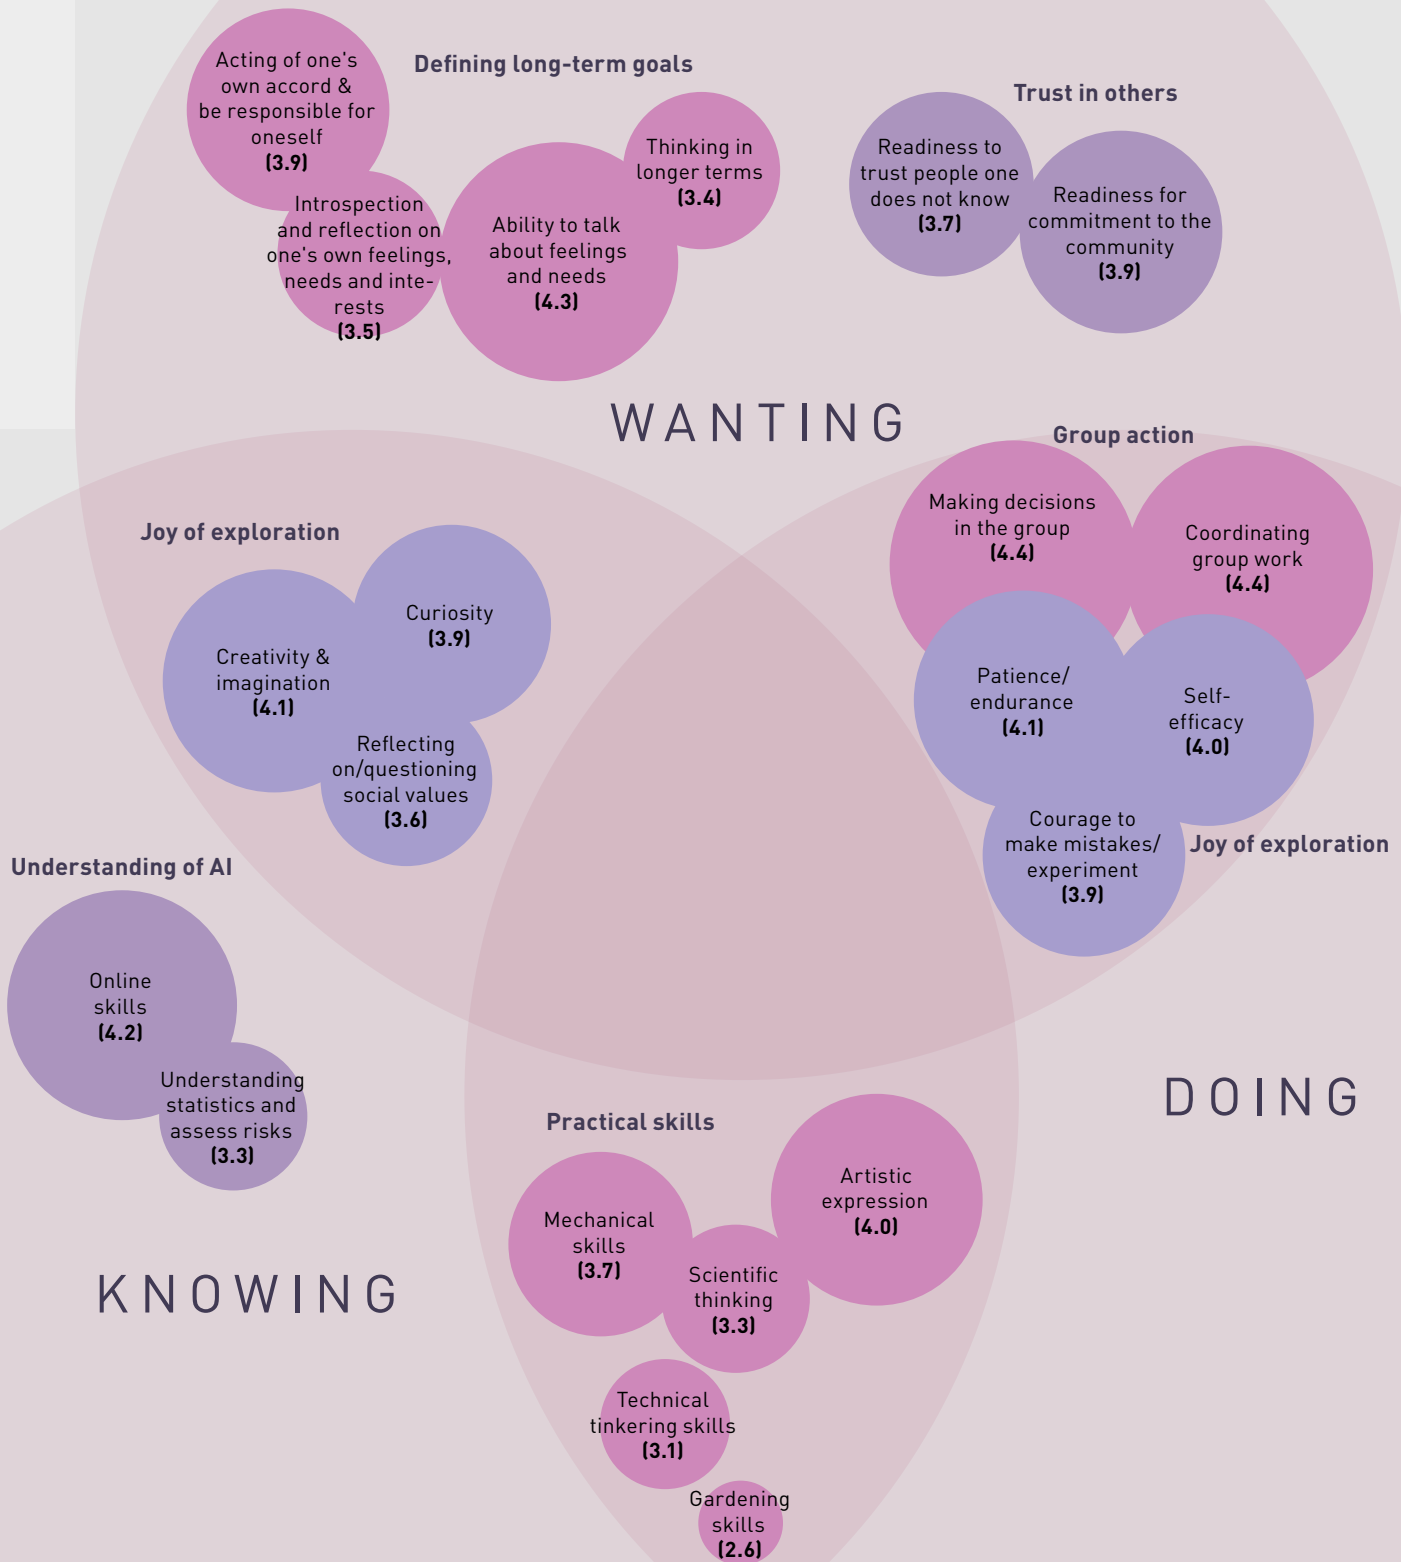 Acting of one's
own accord &
be responsible for
oneself
(3.9)
Defining long-term goals
Introspection
and reflection on
one's own feelings,
needs and inte-
rests
(3.5)
Ability to talk
about feelings
and needs
(4.3)
Thinking in
longer terms
(3.4)
Trust in others
Readiness to
trust people one
does not know
(3.7)
Readiness for
commitment to the
community
(3.9)
WANTING
Group action
Making decisions
in the group
(4.4)
Coordinating
group work
(4.4)
Patience/
endurance
(4.1)
Self-
efficacy
(4.0)
Courage to
make mistakes/
experiment
(3.9)
Joy of exploration
Joy of exploration
Creativity &
imagination
(4.1)
Curiosity
(3.9)
Reflecting
on/questioning
social values
(3.6)
Understanding of AI
Online
skills
(4.2)
Understanding
statistics and
assess risks
(3.3)
KNOWING
DOING
Practical skills
Mechanical
skills
(3.7)
Scientific
thinking
(3.3)
Artistic
expression
(4.0)
Technical
tinkering skills
(3.1)
Gardening
skills
(2.6)